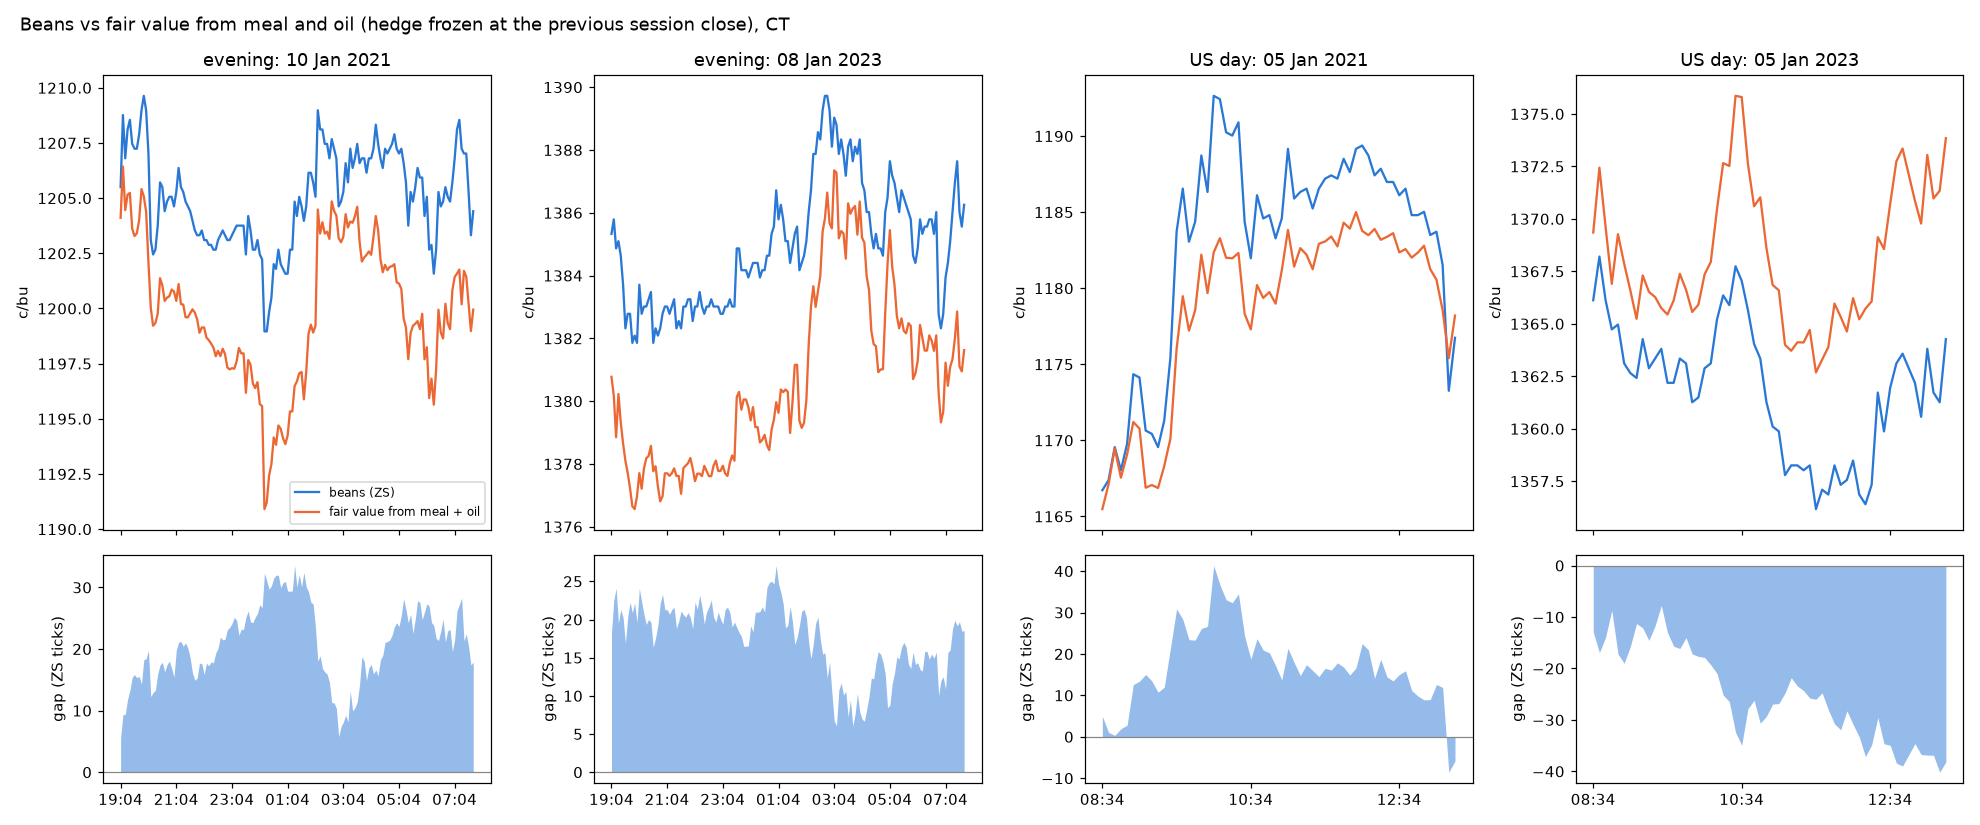 Beans vs fair value from meal and oil (hedge frozen at the previous session close), CT
evening: 10 Jan 2021
c/bu
1210.0
1207.5
1205.0
1202.5
1200.0
1197.5
1195.0
1192.5
1190.0
beans (ZS)
fair value from meal + oil
evening: 08 Jan 2023
c/bu
1390
1388
1386
1384
1382
1380
1378
1376
US day: 05 Jan 2021
c/bu
1190
1185
1180
1175
1170
1165
US day: 05 Jan 2023
c/bu
1375.0
1372.5
1370.0
1367.5
1365.0
1362.5
1360.0
1357.5
gap (ZS ticks)
30
20
10
0
19:04 21:04 23:04 01:04 03:04 05:04 07:04
gap (ZS ticks)
25
20
15
10
5
0
19:04 21:04 23:04 01:04 03:04 05:04 07:04
gap (ZS ticks)
40
30
20
10
0
−10
08:34 10:34 12:34
gap (ZS ticks)
0
−10
−20
−30
−40
08:34 10:34 12:34